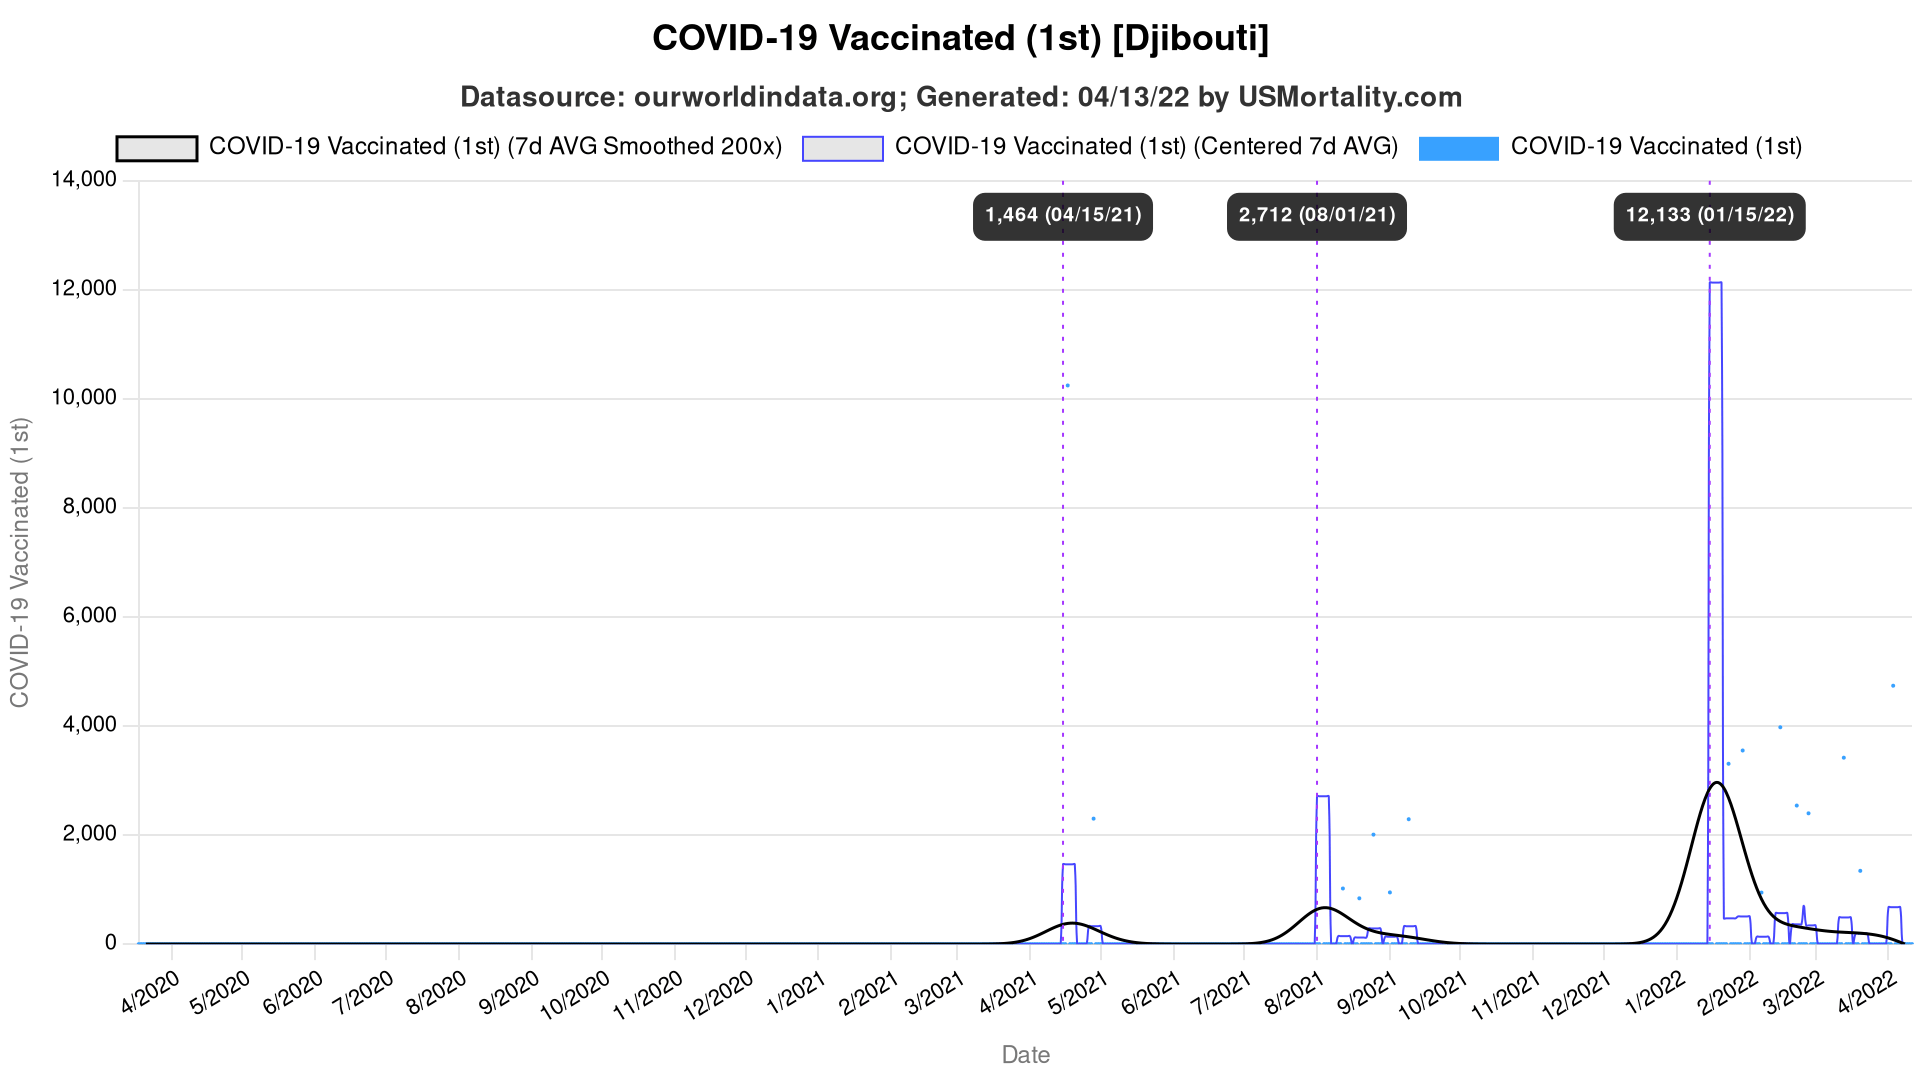 COVID-19 Vaccinated (1st) [Djibouti]
Datasource: ourworldindata.org; Generated: 04/13/22 by USMortality.com
COVID-19 Vaccinated (1st) (7d AVG Smoothed 200x) COVID-19 Vaccinated (1st) (Centered 7d AVG) COVID-19 Vaccinated (1st)
14,000
1,464 (04/15/21) 2,712 (08/01/21) 12,133 (01/15/22)
12,000
10,000
8,000
6,000
4,000
2,000
0
COVID-19 Vaccinated (1st)
4/2020 5/2020 6/2020 7/2020 8/2020 9/2020 10/2020 11/2020 12/2020 1/2021 2/2021 3/2021 4/2021 5/2021 6/2021 7/2021 8/2021 9/2021 10/2021 11/2021 12/2021 1/2022 2/2022 3/2022 4/2022
Date